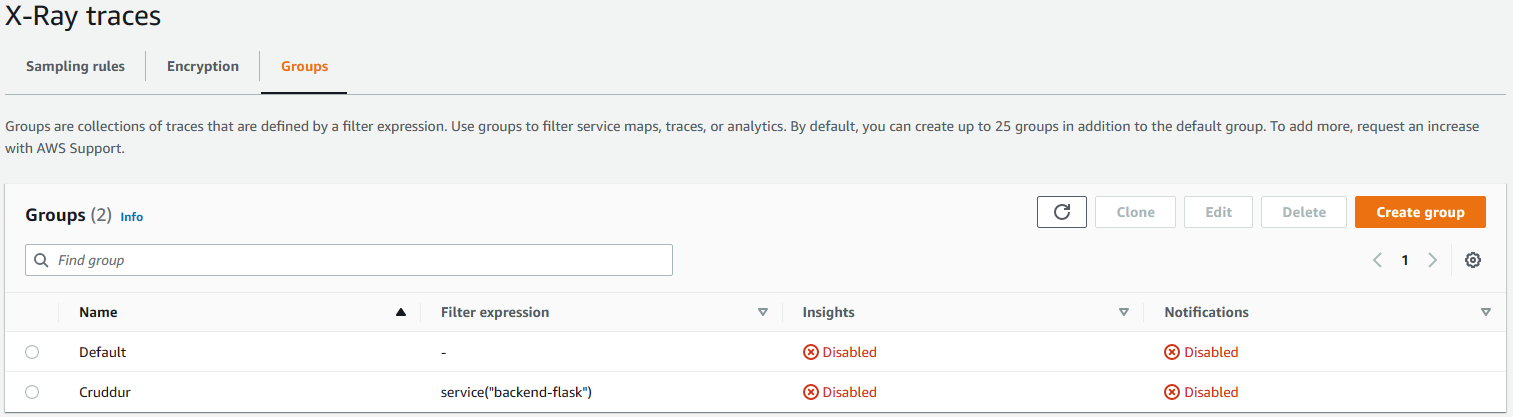 X-Ray traces
Sampling rules Encryption Groups
Groups are collections of traces that are defined by a filter expression. Use groups to filter service maps, traces, or analytics. By default, you can create up to 25 groups in addition to the default group. To add more, request an increase
with AWS Support.
Groups (2) Info Clone Edit Delete Create group
Find group 1
Name Filter expression Insights Notifications
Default - Disabled Disabled
Cruddur service("backend-flask") Disabled Disabled